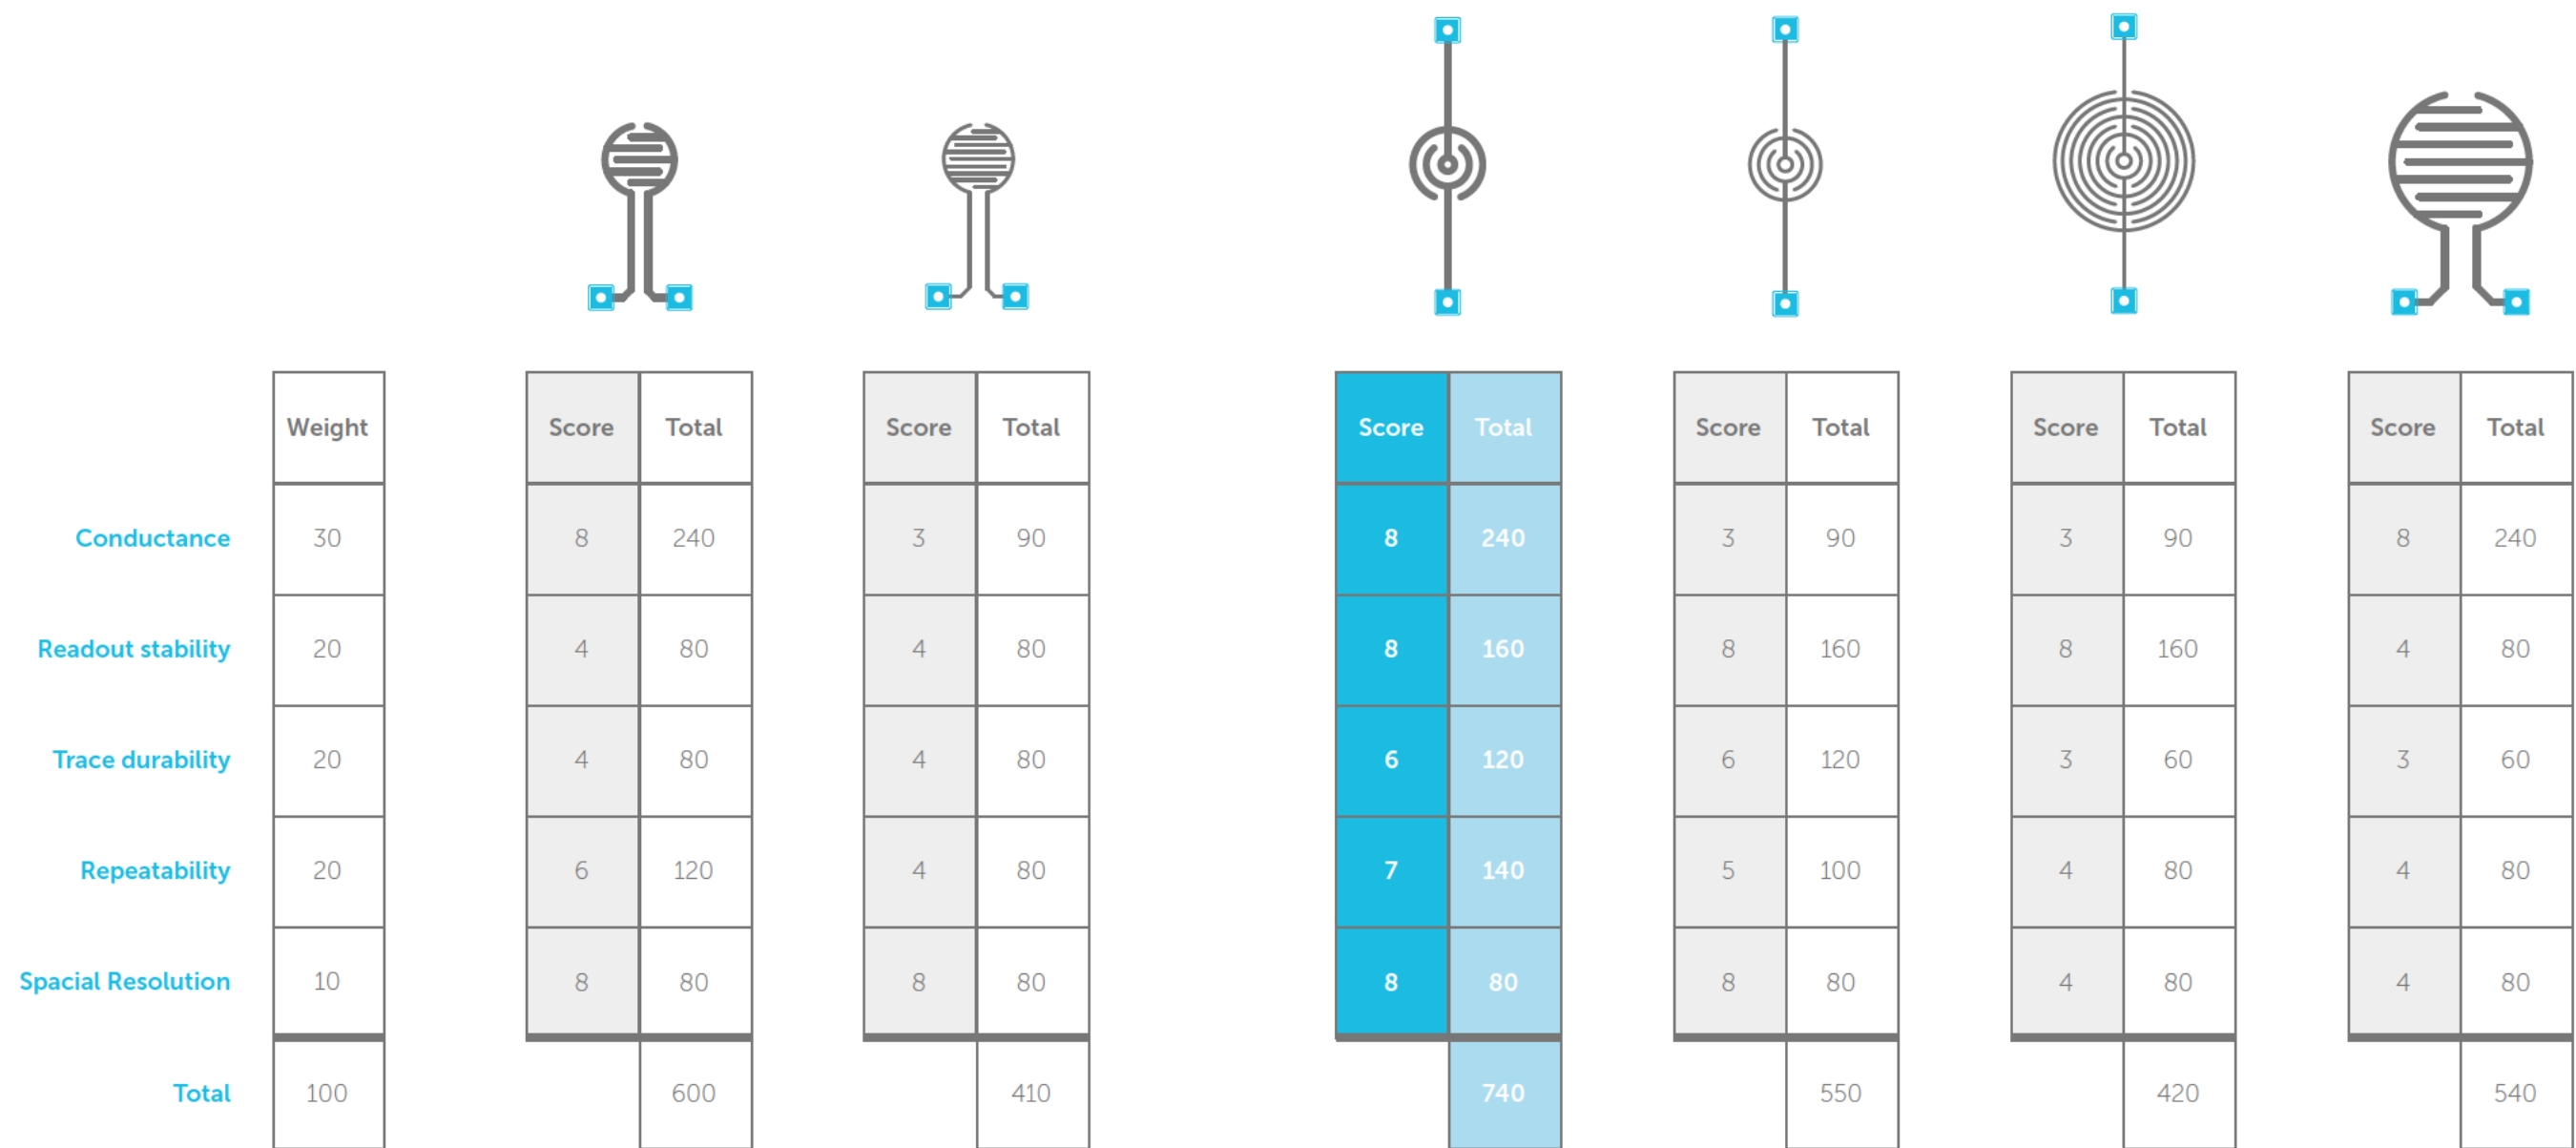 Weight Score Total Score Total Score Total Score Total Score Total Score Total
Conductance 30 8 240 3 90 8 240 3 90 3 90 8 240
Readout stability 20 4 80 4 80 8 160 8 160 8 160 4 80
Trace durability 20 4 80 4 80 6 120 6 120 3 60 3 60
Repeatability 20 6 120 4 80 7 140 5 100 4 80 4 80
Spacial Resolution 10 8 80 8 80 8 80 8 80 4 80 4 80
Total 100 600 410 740 550 420 540